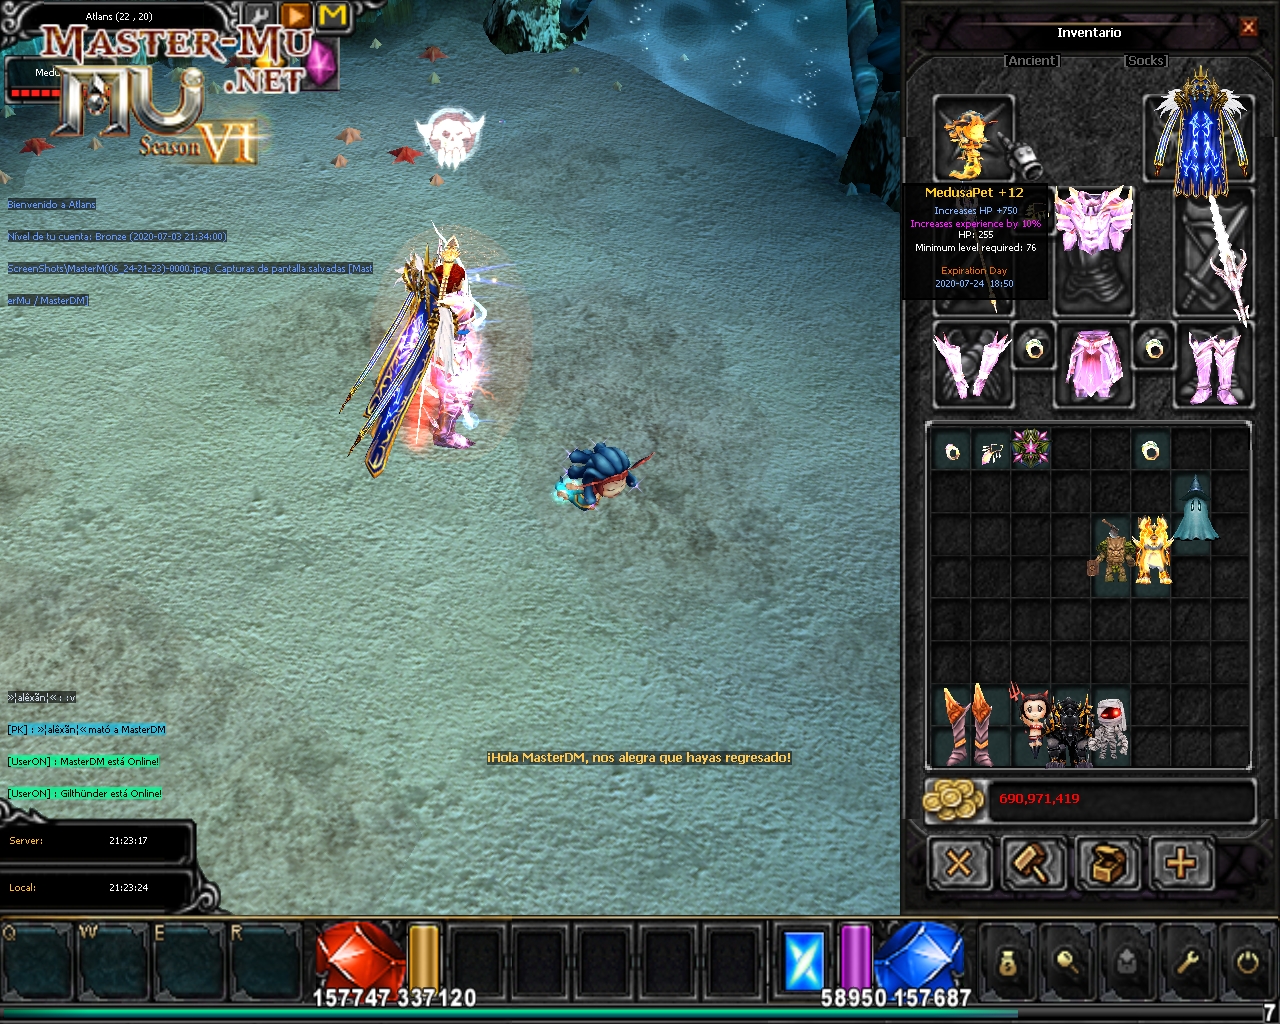 Atlans (22 , 20)
M
MASTER-MU
.NET
Medu
MU
Season VI
Bienvenido a Atlans
Nivel de tu cuenta: Bronze (2020-07-03 21:34:00)
ScreenShots\MasterM(06_24-21-23)-0000.jpg: Capturas de pantalla salvadas [Mast
erMu / MasterDM]
»¦alêxãn¦« : :v
[PK] : »¦alêxãn¦« mató a MasterDM
[UserON] : MasterDM está Online!
[UserON] : Gilthünder está Online!
¡Hola MasterDM, nos alegra que hayas regresado!
Server: 21:23:17
Local: 21:23:24
Inventario
[Ancient] [Socks]
MedusaPet +12
Increases HP +750
Increases experience by 10%
HP: 255
Minimum level required: 76
Expiration Day
2020-07-24 18:50
690,971,419
Q W E R
157747 337120
58950 157687
7